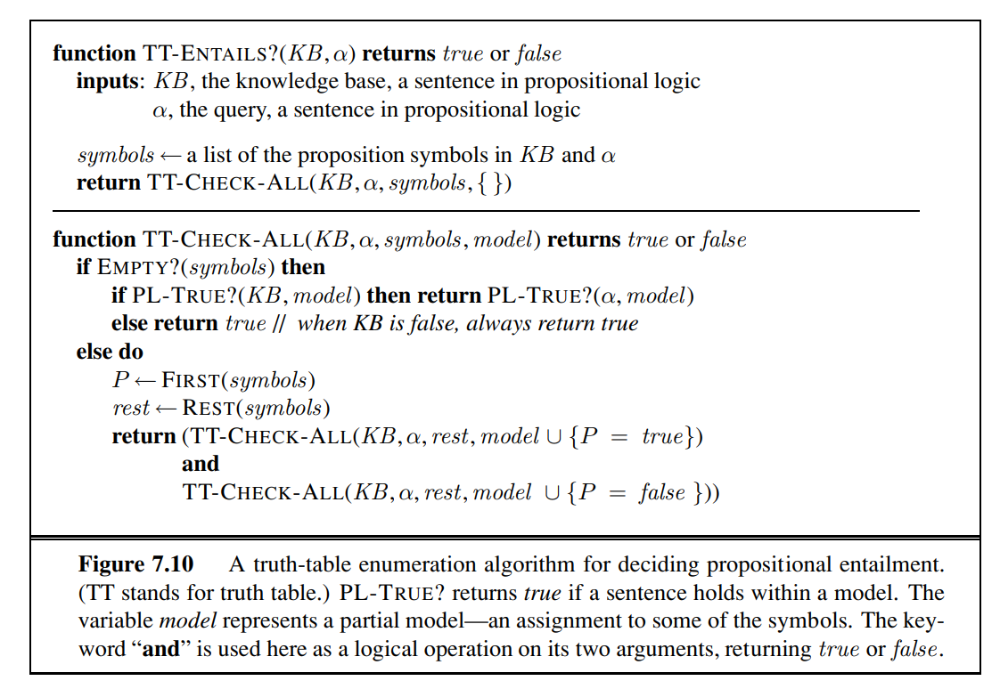 function TT-ENTAILS?(KB, α) returns true or false
inputs: KB, the knowledge base, a sentence in propositional logic
α, the query, a sentence in propositional logic
symbols ← a list of the proposition symbols in KB and α
return TT-CHECK-ALL(KB, α, symbols, { })
function TT-CHECK-ALL(KB, α, symbols, model) returns true or false
if EMPTY?(symbols) then
if PL-TRUE?(KB, model) then return PL-TRUE?(α, model)
else return true // when KB is false, always return true
else do
P ← FIRST(symbols)
rest ← REST(symbols)
return (TT-CHECK-ALL(KB, α, rest, model ∪ {P = true})
and
TT-CHECK-ALL(KB, α, rest, model ∪ {P = false }))
Figure 7.10 A truth-table enumeration algorithm for deciding propositional entailment.
(TT stands for truth table.) PL-TRUE? returns true if a sentence holds within a model. The
variable model represents a partial model—an assignment to some of the symbols. The key-
word “and” is used here as a logical operation on its two arguments, returning true or false.